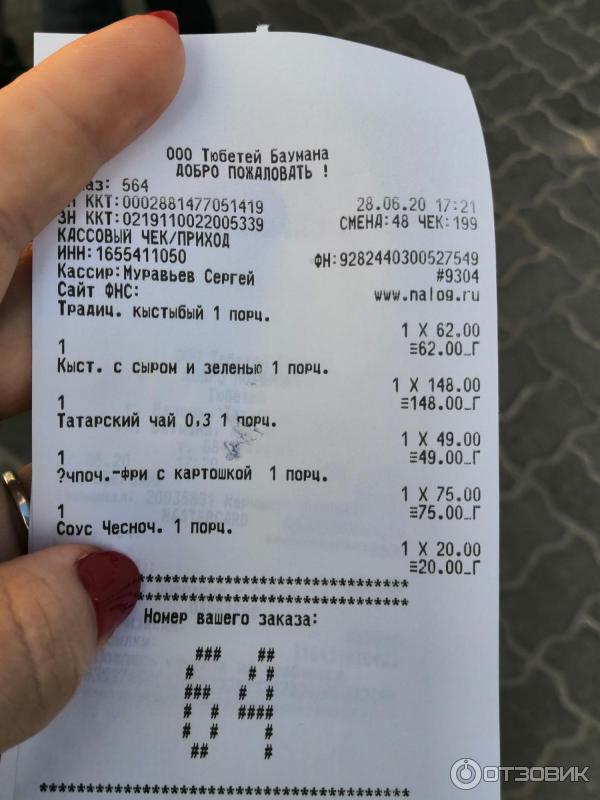 ООО Тюбетей Баумана
ДОБРО ПОЖАЛОВАТЬ !
аз: 564
Н ККТ:0002881477051419 28.06.20 17:21
ЗН ККТ:0219110022005339 СМЕНА:48 ЧЕК:199
КАССОВЫЙ ЧЕК/ПРИХОД
ИНН:1655411050 ФН:9282440300527549
Кассир:Муравьев Сергей #9304
Сайт ФНС: www.nalog.ru
Традиц. кыстыбый 1 порц.
1 X 62.00
1 ≡62.00_Г
Кыст. с сыром и зеленью 1 порц.
1 X 148.00
1 ≡148.00_Г
Татарский чай 0,3 1 порц.
1 X 49.00
1 ≡49.00_Г
?чпоч.-фри с картошкой 1 порц.
1 X 75.00
1 ≡75.00_Г
Соус Чесноч. 1 порц.
1 X 20.00
≡20.00_Г
Номер вашего заказа:
64
ОТЗОВИК